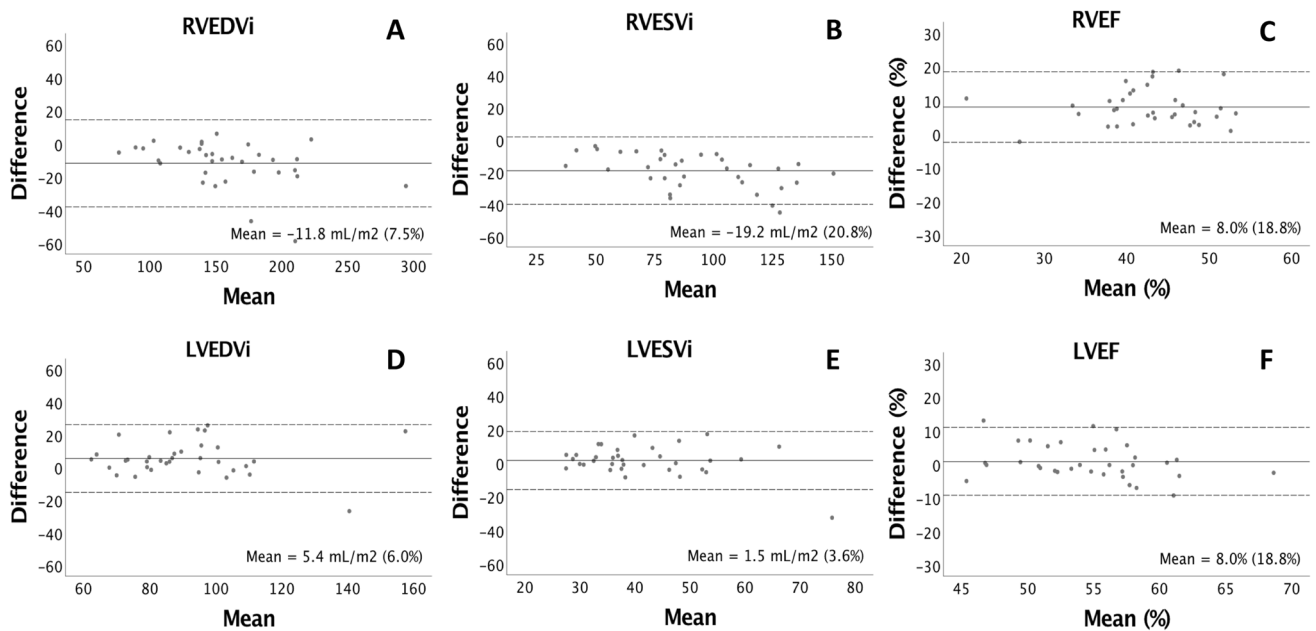 RVEDVi
A
60
40
20
0
−20
−40
−60
Difference
Mean = −11.8 mL/m2 (7.5%)
50 100 150 200 250 300
Mean
RVESVi
B
60
40
20
0
−20
−40
−60
Difference
Mean = −19.2 mL/m2 (20.8%)
25 50 75 100 125 150
Mean
RVEF
C
30
20
10
0
−10
−20
−30
Difference (%)
Mean = 8.0% (18.8%)
20 30 40 50 60
Mean (%)
LVEDVi
D
60
40
20
0
−20
−40
−60
Difference
Mean = 5.4 mL/m2 (6.0%)
60 80 100 120 140 160
Mean
LVESVi
E
60
40
20
0
−20
−40
−60
Difference
Mean = 1.5 mL/m2 (3.6%)
20 30 40 50 60 70 80
Mean
LVEF
F
30
20
10
0
−10
−20
−30
Difference (%)
Mean = 8.0% (18.8%)
45 50 55 60 65 70
Mean (%)